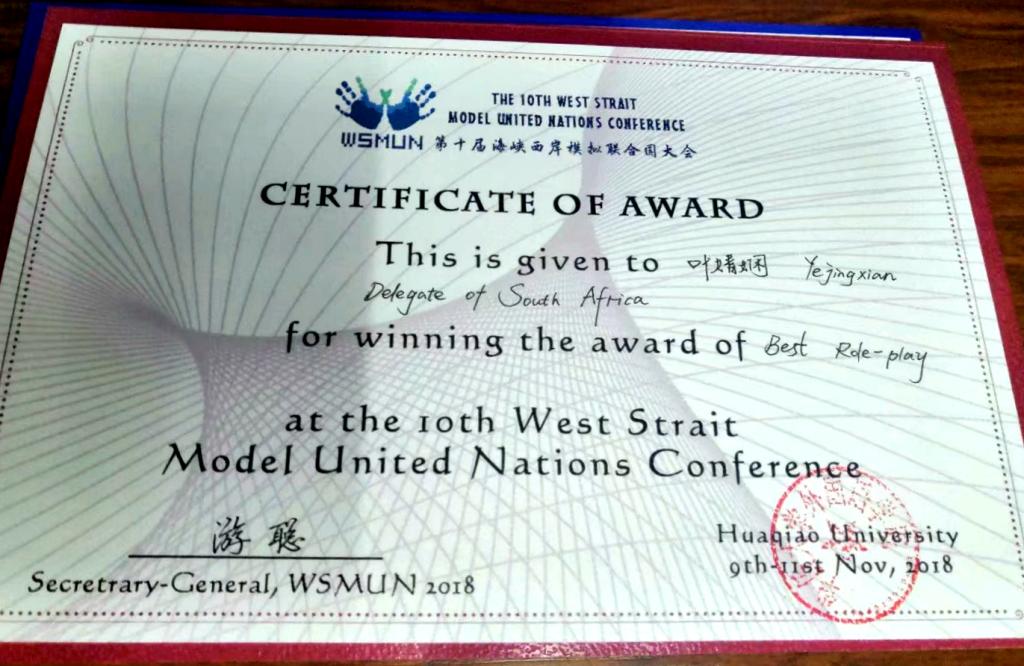 THE 10TH WEST STRAIT
MODEL UNITED NATIONS CONFERENCE
WSMUN 第十届海峡西岸模拟联合国大会
CERTIFICATE OF AWARD
This is given to 叶婧娴 Yejingxian
Delegate of South Africa
for winning the award of Best Role-play
at the 10th West Strait
Model United Nations Conference
游聪
Secretrary-General, WSMUN 2018
Huaqiao University
9th-11st Nov, 2018